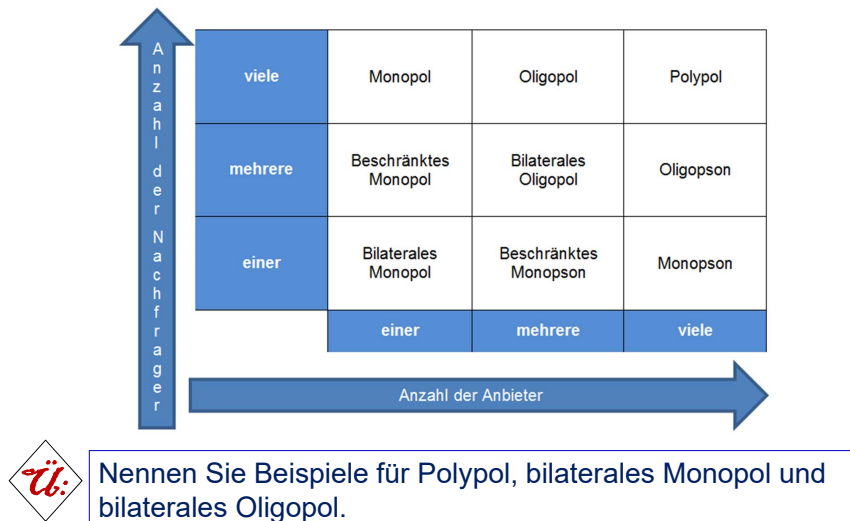 Anzahl der Nachfrager
viele
Monopol
Oligopol
Polypol
mehrere
Beschränktes
Monopol
Bilaterales
Oligopol
Oligopson
einer
Bilaterales
Monopol
Beschränktes
Monopson
Monopson
einer
mehrere
viele
Anzahl der Anbieter
Ü:
Nennen Sie Beispiele für Polypol, bilaterales Monopol und
bilaterales Oligopol.